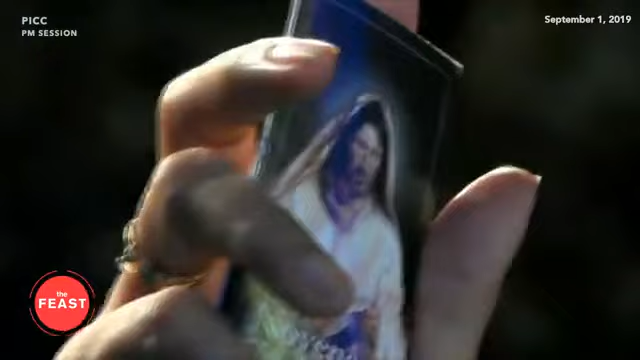 PICC
PM SESSION
September 1, 2019
the
FEAST